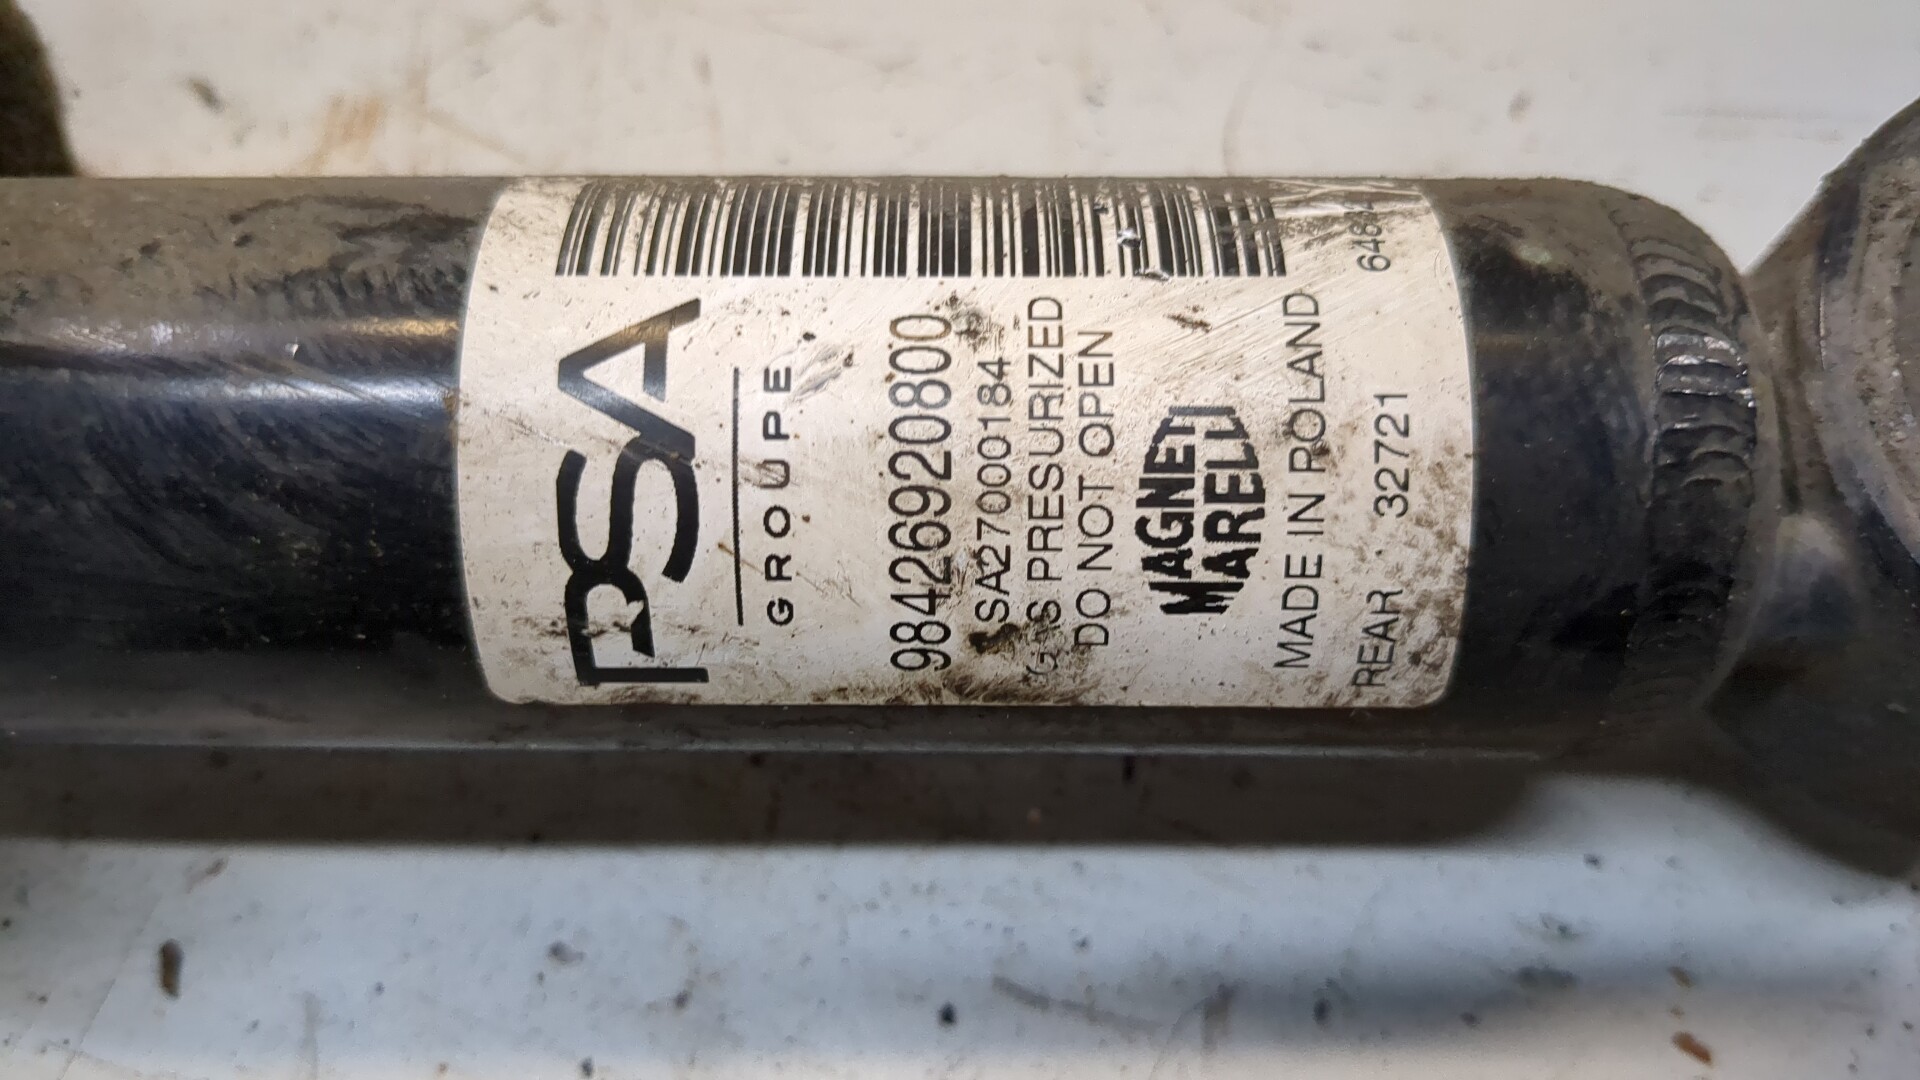 PSA
GROUPE
9842692080
SA27000184
PRESURIZED
DO NOT OPEN
MAGNETI
MARELLI
MADE IN POLAND
REAR 32721